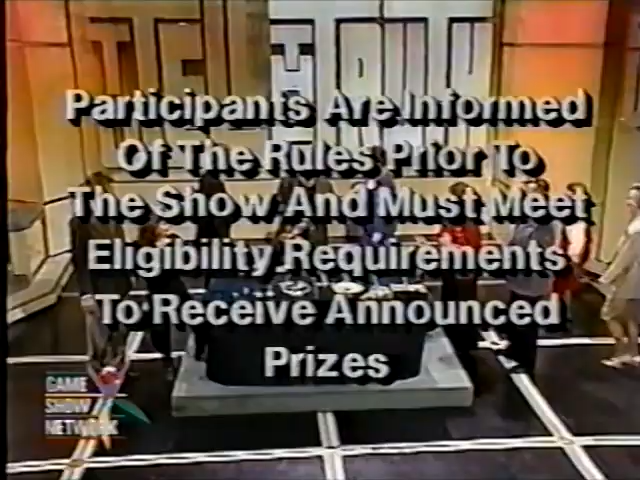 Participants Are Informed
Of The Rules Prior To
The Show And Must Meet
Eligibility Requirements
To Receive Announced
Prizes
GAME
SHOW
NETWORK